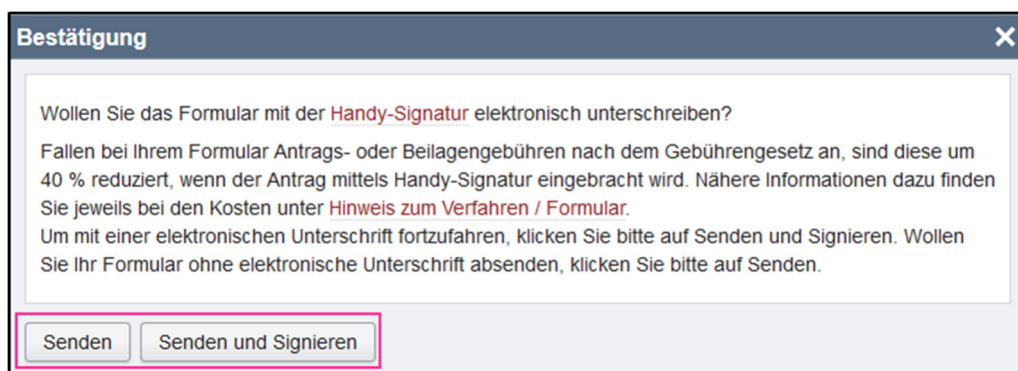 Bestätigung
Wollen Sie das Formular mit der Handy-Signatur elektronisch unterschreiben?
Fallen bei Ihrem Formular Antrags- oder Beilagengebühren nach dem Gebührengesetz an, sind diese um
40 % reduziert, wenn der Antrag mittels Handy-Signatur eingebracht wird. Nähere Informationen dazu finden
Sie jeweils bei den Kosten unter Hinweis zum Verfahren / Formular.
Um mit einer elektronischen Unterschrift fortzufahren, klicken Sie bitte auf Senden und Signieren. Wollen
Sie Ihr Formular ohne elektronische Unterschrift absenden, klicken Sie bitte auf Senden.
Senden Senden und Signieren